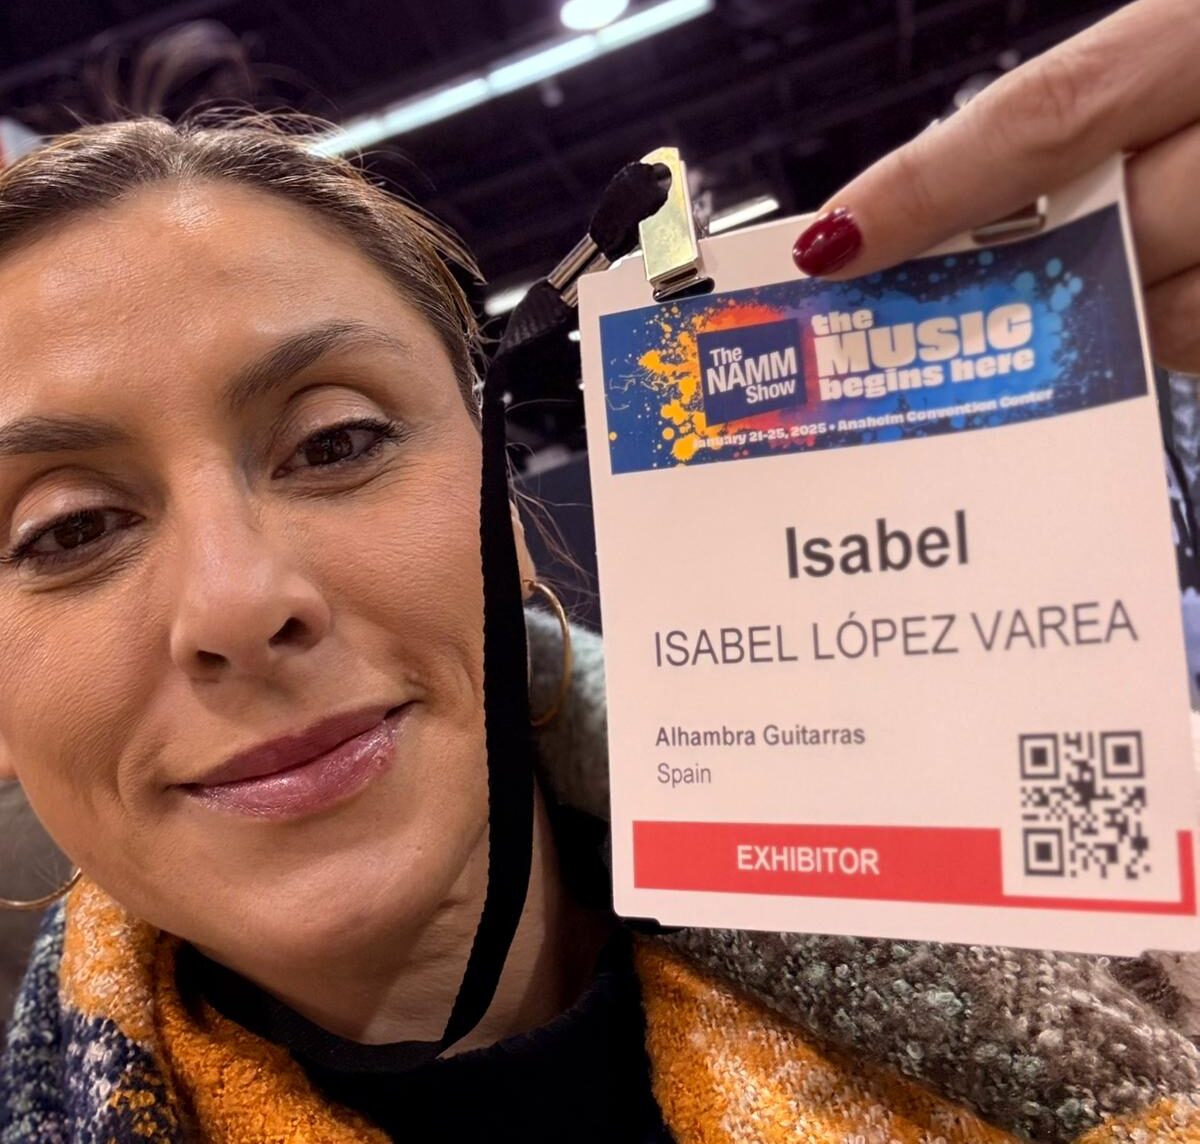 The
NAMM
Show
the
MUSIC
begins here
January 21-25, 2025 • Anaheim Convention Center
Isabel
ISABEL LÓPEZ VAREA
Alhambra Guitarras
Spain
EXHIBITOR